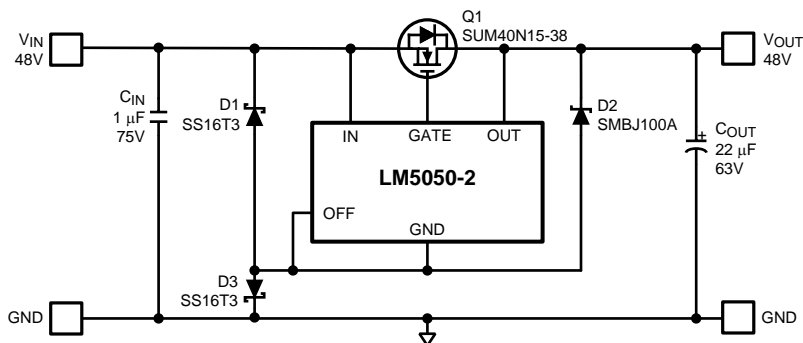 Q1
SUM40N15-38
VIN
48V
VOUT
48V
CIN
1 μF
75V
D1
SS16T3
IN
GATE
OUT
D2
SMBJ100A
COUT
22 μF
63V
+
LM5050-2
OFF
GND
D3
SS16T3
GND
GND